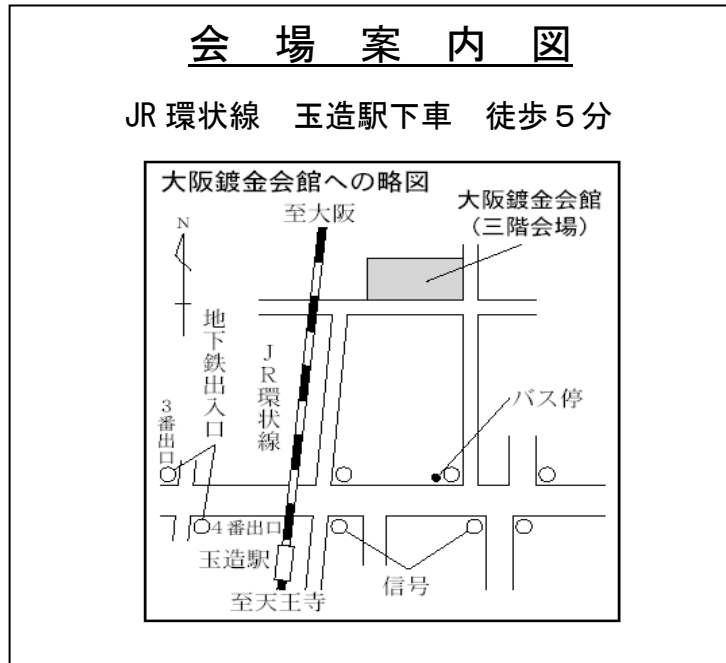 会場案内図
JR環状線 玉造駅下車 徒歩5分
大阪鍍金会館への略図
大阪鍍金会館
(三階会場)
至大阪
N
地下鉄出入口
JR環状線
3番出口
バス停
4番出口
玉造駅
信号
至天王寺